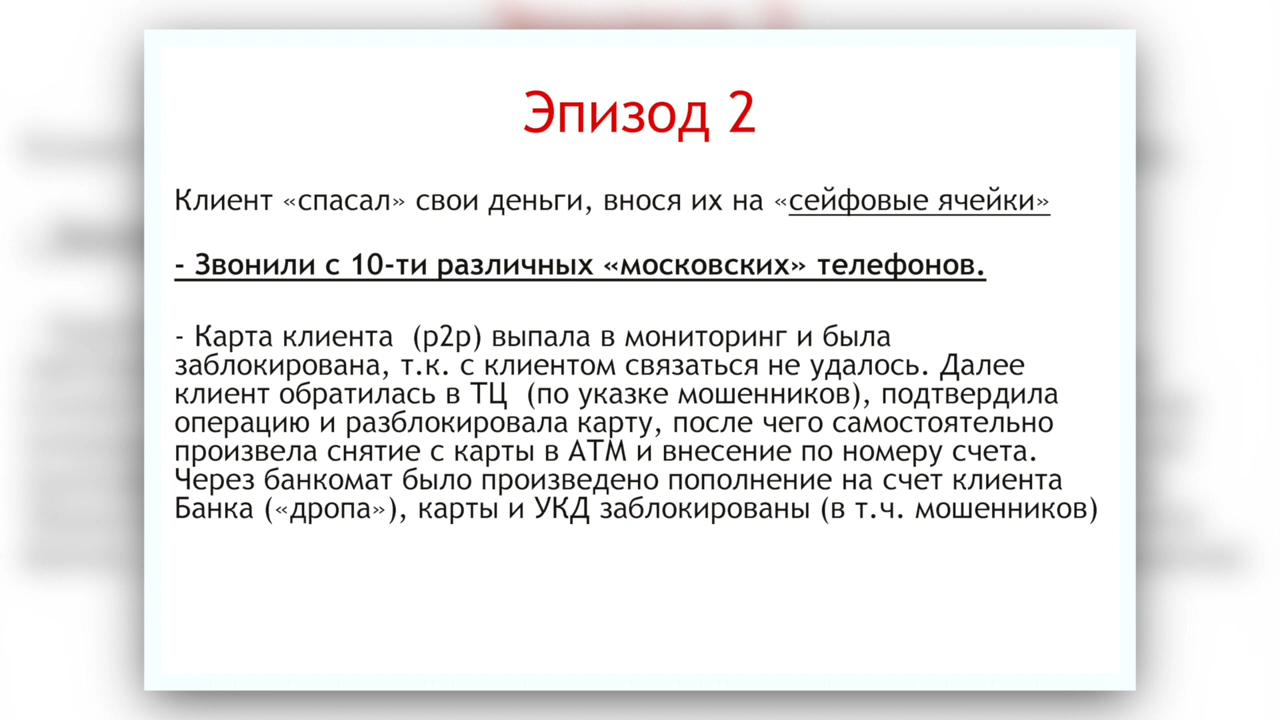 Эпизод 2
Клиент «спасал» свои деньги, внося их на «сейфовые ячейки»
- Звонили с 10-ти различных «московских» телефонов.
- Карта клиента (p2p) выпала в мониторинг и была
заблокирована, т.к. с клиентом связаться не удалось. Далее
клиент обратилась в ТЦ (по указке мошенников), подтвердила
операцию и разблокировала карту, после чего самостоятельно
произвела снятие с карты в АТМ и внесение по номеру счета.
Через банкомат было произведено пополнение на счет клиента
Банка («дропа»), карты и УКД заблокированы (в т.ч. мошенников)